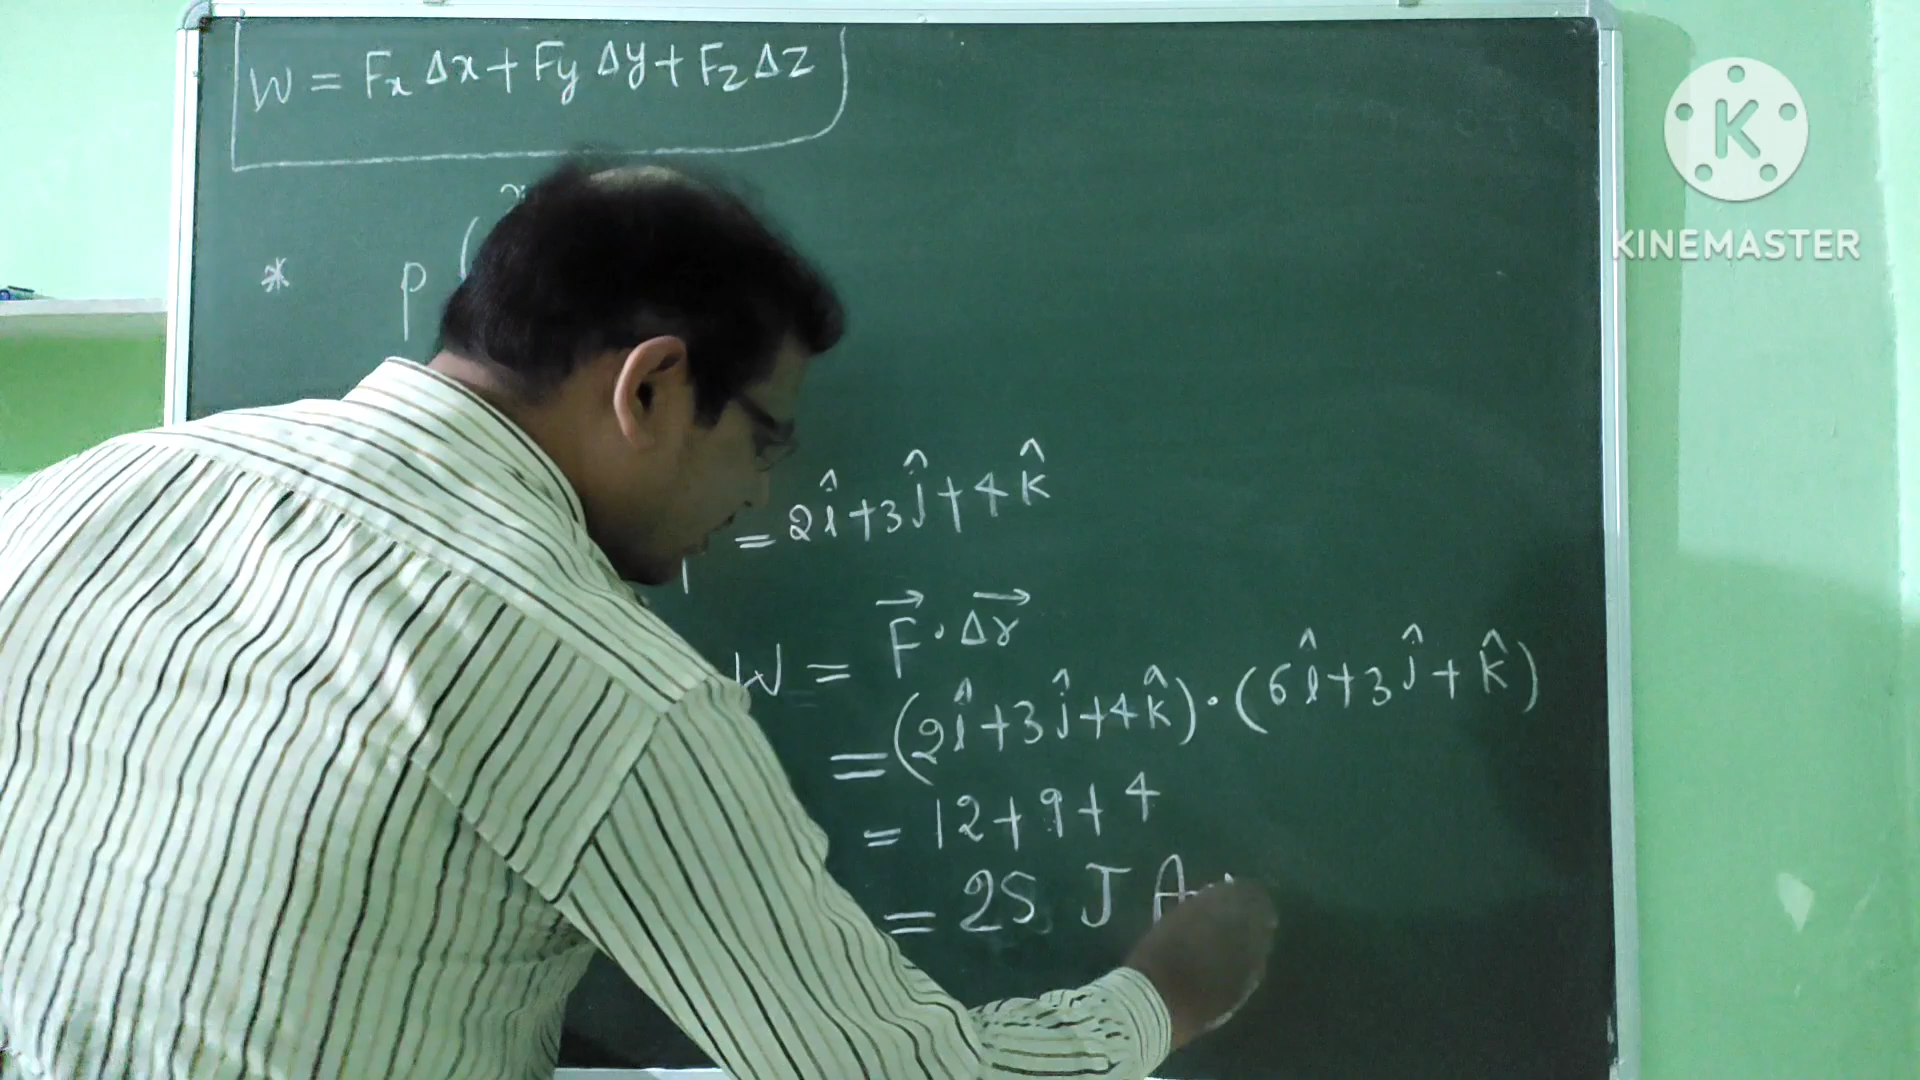 W = Fx Δx + Fy Δy + Fz Δz
K
KINEMASTER
* P (
= 2î + 3ĵ + 4k̂
W = F⃗ · Δr⃗
= (2î + 3ĵ + 4k̂) · (6î + 3ĵ + k̂)
= 12 + 9 + 4
= 25 J